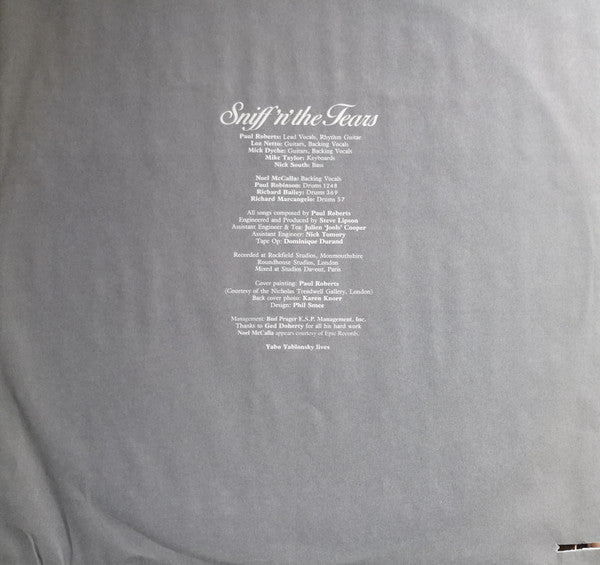 Sniff 'n' the Tears
Paul Roberts: Lead Vocals, Rhythm Guitar
Loz Netto: Guitars, Backing Vocals
Mick Dyche: Guitars, Backing Vocals
Mike Taylor: Keyboards
Nick South: Bass
Noel McCalla: Backing Vocals
Paul Robinson: Drums 1248
Richard Bailey: Drums 369
Richard Marcangelo: Drums 57
All songs composed by Paul Roberts
Engineered and Produced by Steve Lipson
Assistant Engineer & Tea: Julien 'Jools' Cooper
Assistant Engineer: Nick Tomory
Tape Op: Dominique Durand
Recorded at Rockfield Studios, Monmouthshire
Roundhouse Studios, London
Mixed at Studios Davout, Paris
Cover painting: Paul Roberts
(Courtesy of the Nicholas Treadwell Gallery, London)
Back cover photo: Karen Knorr
Design: Phil Smee
Management: Bud Prager E.S.P. Management, Inc.
Thanks to Ged Doherty for all his hard work
Noel McCalla appears courtesy of Epic Records.
Yabo Yablonsky lives